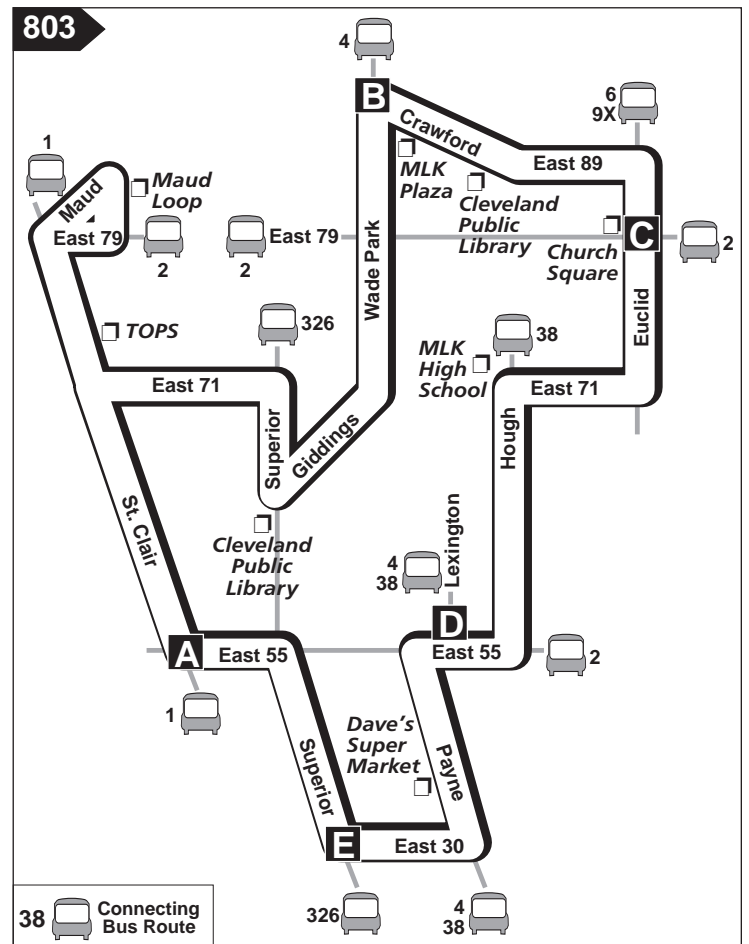 803
4
B
6
9X
1
Crawford
East 89
Maud
Maud
Loop
MLK
Plaza
Cleveland
Public
Library
East 79
2
2
East 79
Wade Park
Church
Square
C
2
326
TOPS
MLK
High
School
38
Euclid
East 71
East 71
Superior
Giddings
Hough
St. Clair
Cleveland
Public
Library
4
38
Lexington
D
A
East 55
East 55
2
1
Dave's
Super
Market
Superior
Payne
E
East 30
326
4
38
38
Connecting
Bus Route